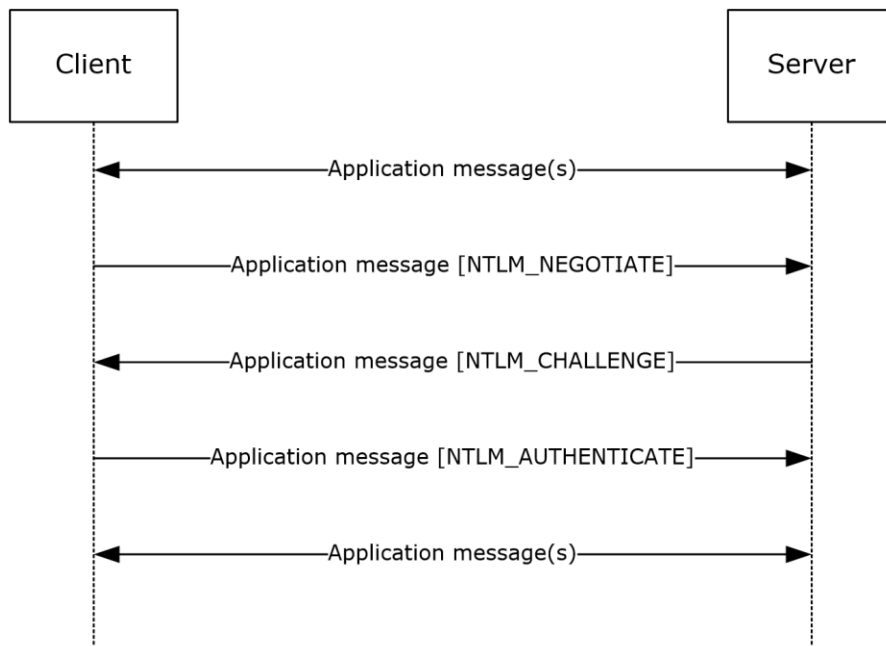 Client
Server
Application message(s)
Application message [NTLM_NEGOTIATE]
Application message [NTLM_CHALLENGE]
Application message [NTLM_AUTHENTICATE]
Application message(s)